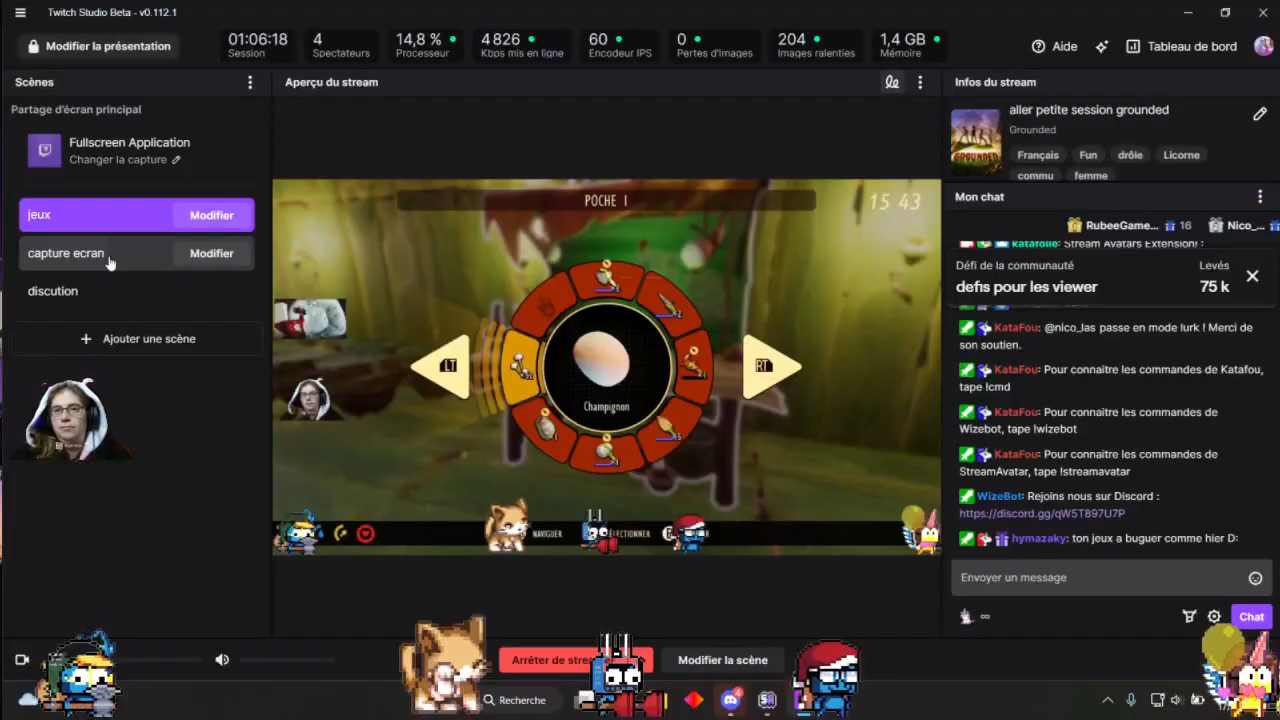 Twitch Studio Beta - v0.112.1
Modifier la présentation
01:06:18
Session
4
Spectateurs
14,8 %
Processeur
4 826
Kbps mis en ligne
60
Encodeur IPS
0
Pertes d'images
204
Images ralenties
1,4 GB
Mémoire
Aide
Tableau de bord
Scènes
Partage d'écran principal
Fullscreen Application
Changer la capture
jeux
Modifier
capture ecran
Modifier
discution
Ajouter une scène
Aperçu du stream
POCHE I
15 43
LT
RT
Champignon
NAVIGUER
Infos du stream
aller petite session grounded
Grounded
GROUNDED
Français
Fun
drôle
Licorne
commu
femme
Mon chat
RubeeGame...
16
Nico_...
katafolie: Stream Avatars Extension! :
Défi de la communauté
Levés
defis pour les viewer
75 k
KataFou: @nico_las passe en mode lurk ! Merci de
son soutien.
KataFou: Pour connaitre les commandes de Katafou,
tape !cmd
KataFou: Pour connaitre les commandes de
Wizebot, tape !wizebot
KataFou: Pour connaitre les commandes de
StreamAvatar, tape !streamavatar
WizeBot: Rejoins nous sur Discord :
https://discord.gg/qW5T897U7P
hymazaky: ton jeux a buguer comme hier D:
Envoyer un message
Chat
Arrêter de
Modifier la scène
Recherche